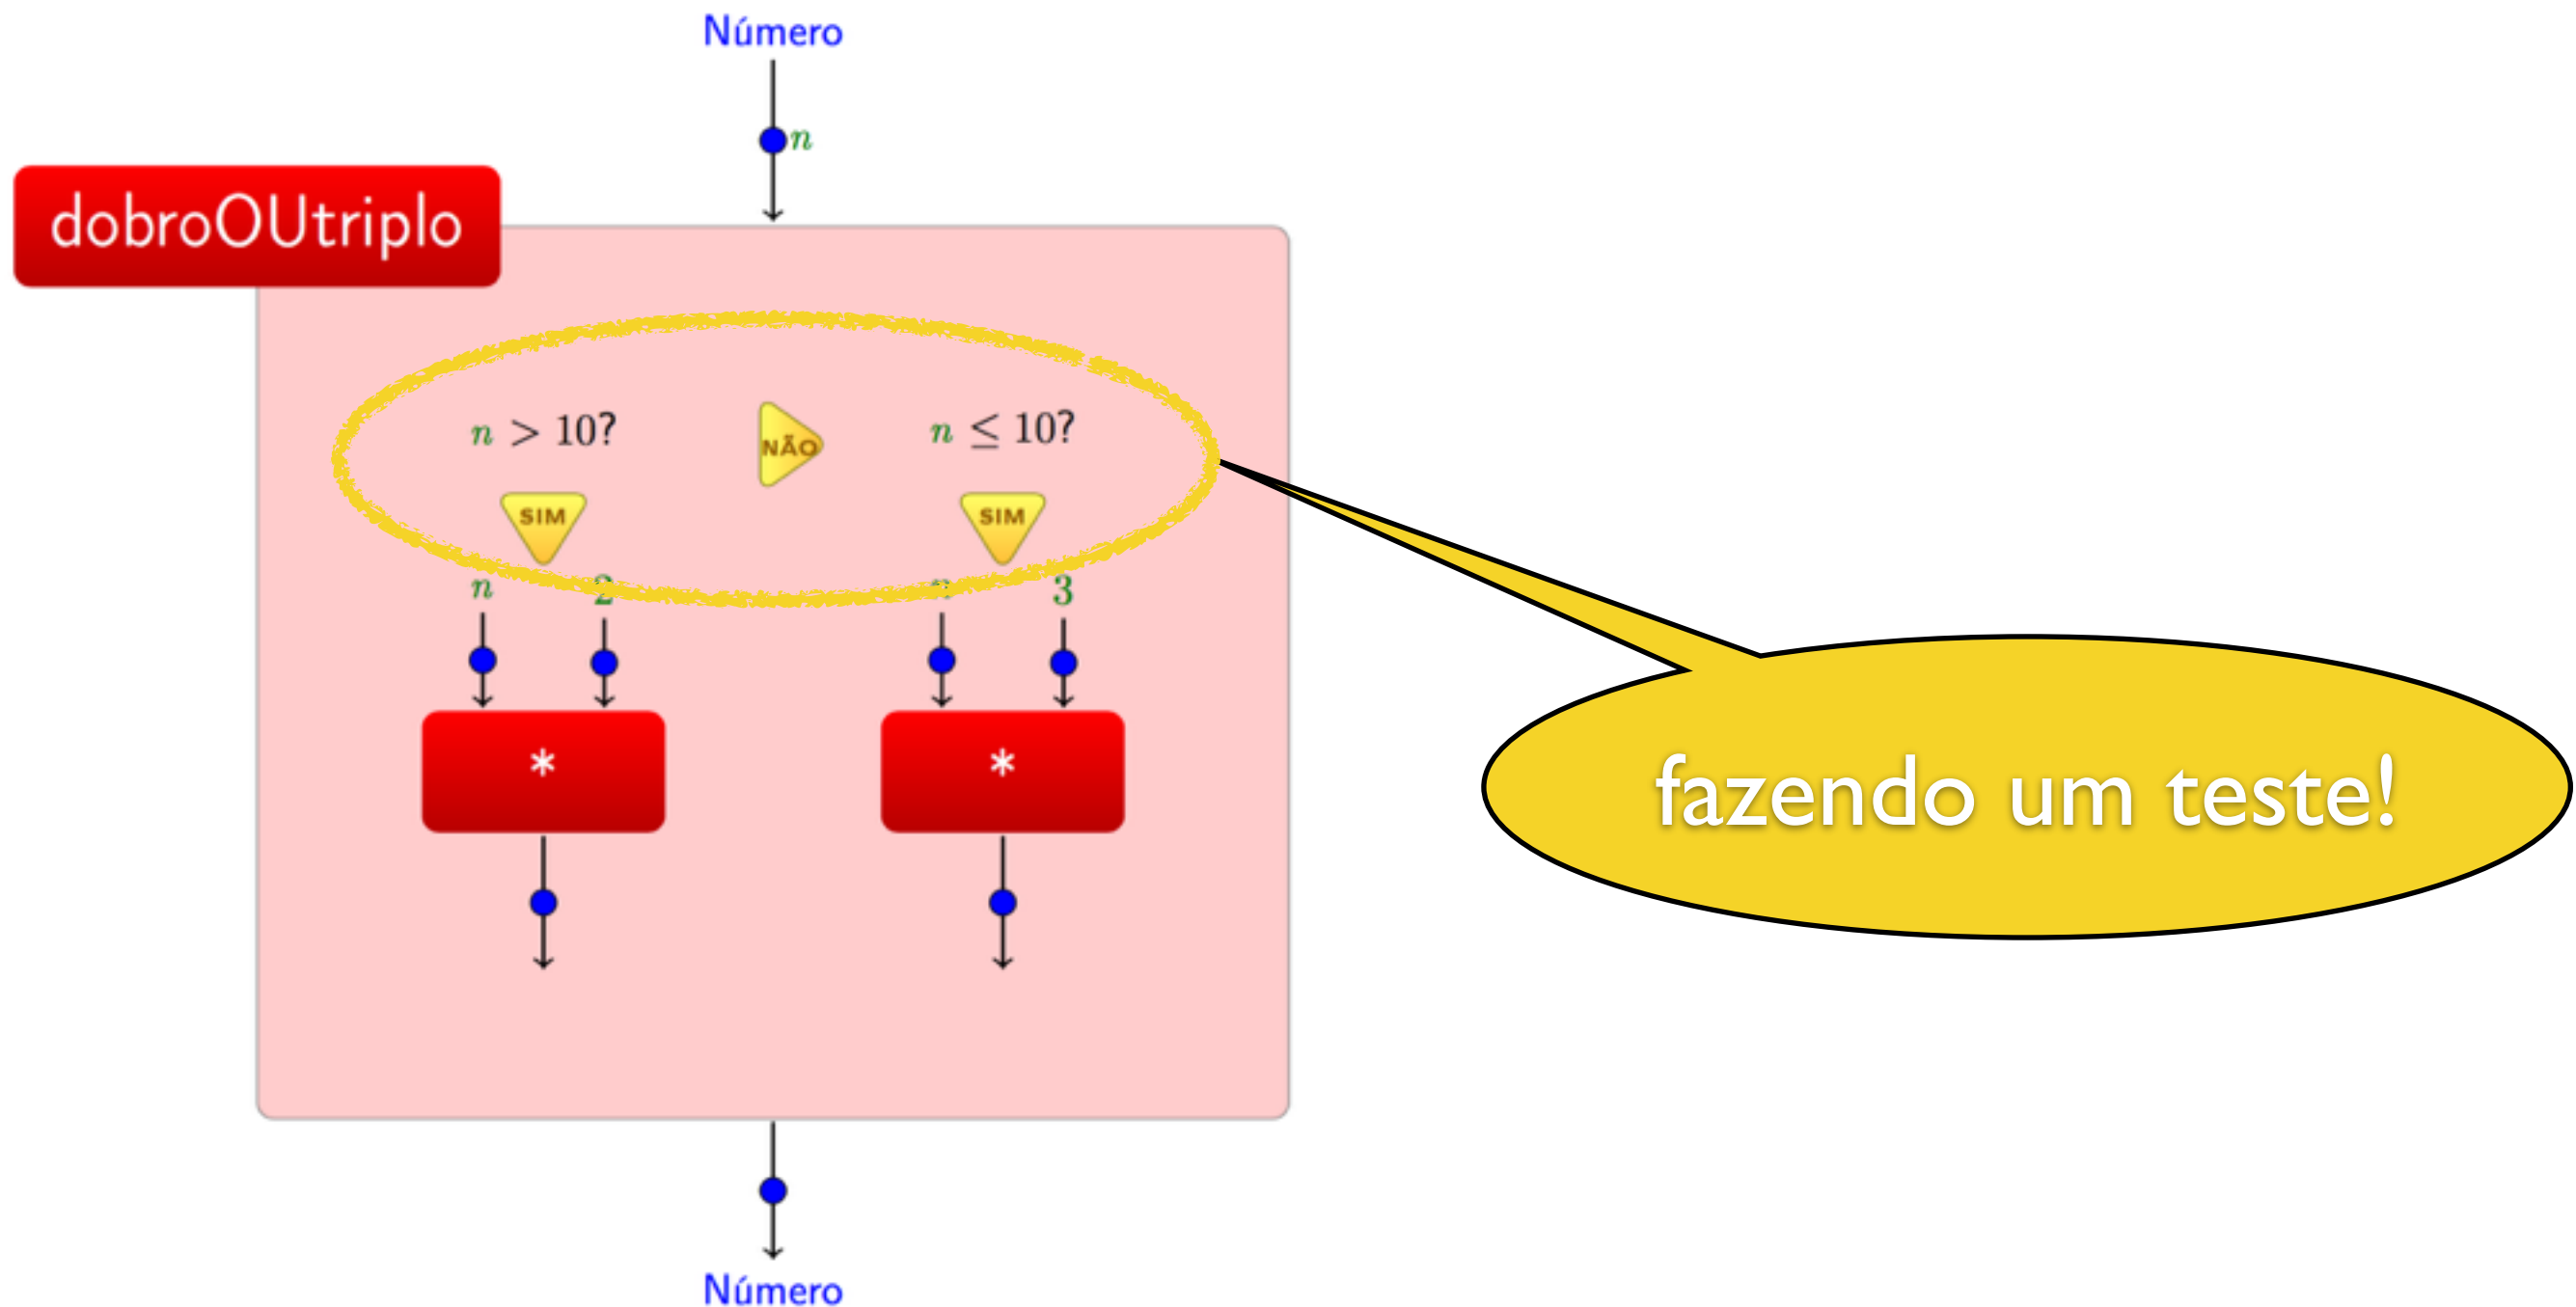 Número
n
dobroOUtriplo
n > 10?
NÃO
n ≤ 10?
SIM
SIM
n
2
n
3
*
*
fazendo um teste!
Número